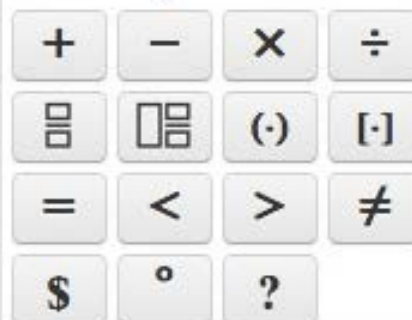 + − × ÷
(·) [·]
= < > ≠
$ ° ?